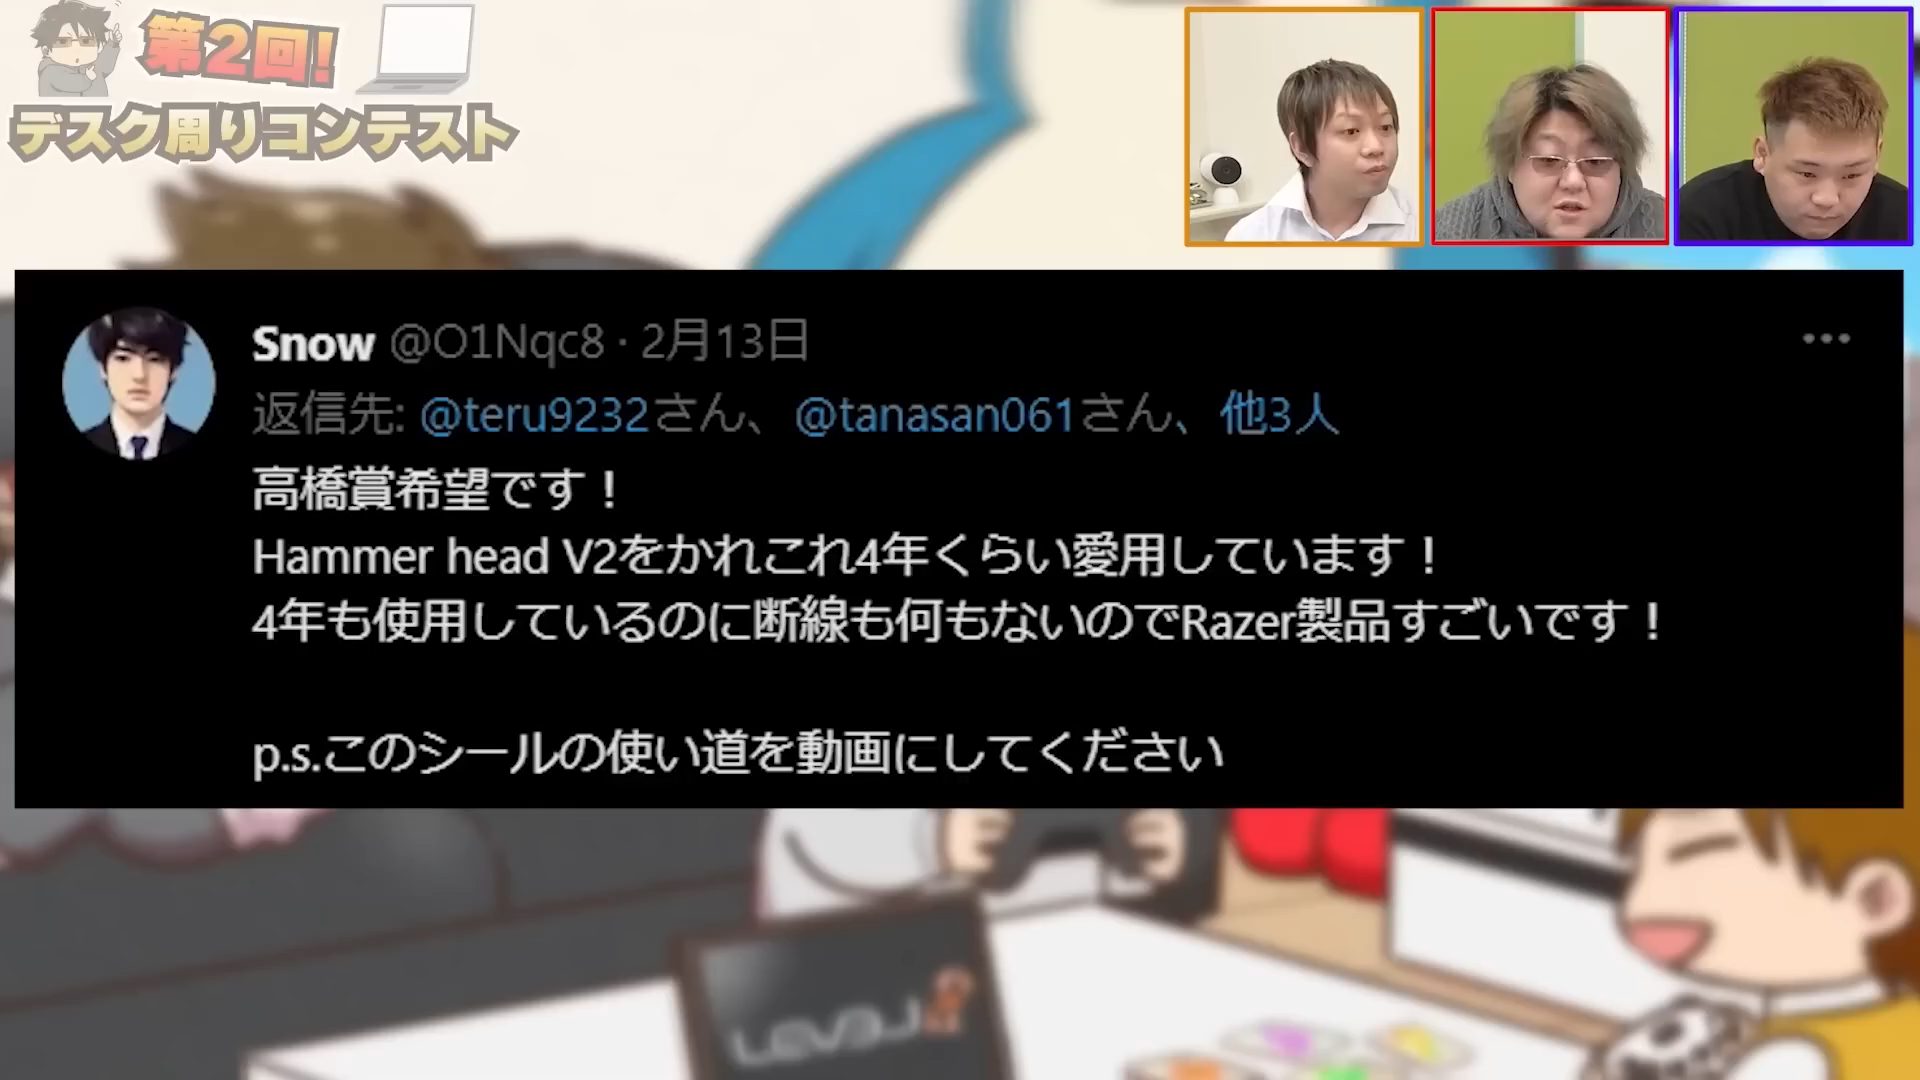 第2回!
デスク周りコンテスト
Snow @O1Nqc8・2月13日
返信先: @teru9232さん、 @tanasan061さん、他3人
高橋賞希望です！
Hammer head V2をかれこれ4年くらい愛用しています！
4年も使用しているのに断線も何もないのでRazer製品すごいです！
p.s.このシールの使い道を動画にしてください
LEVEL